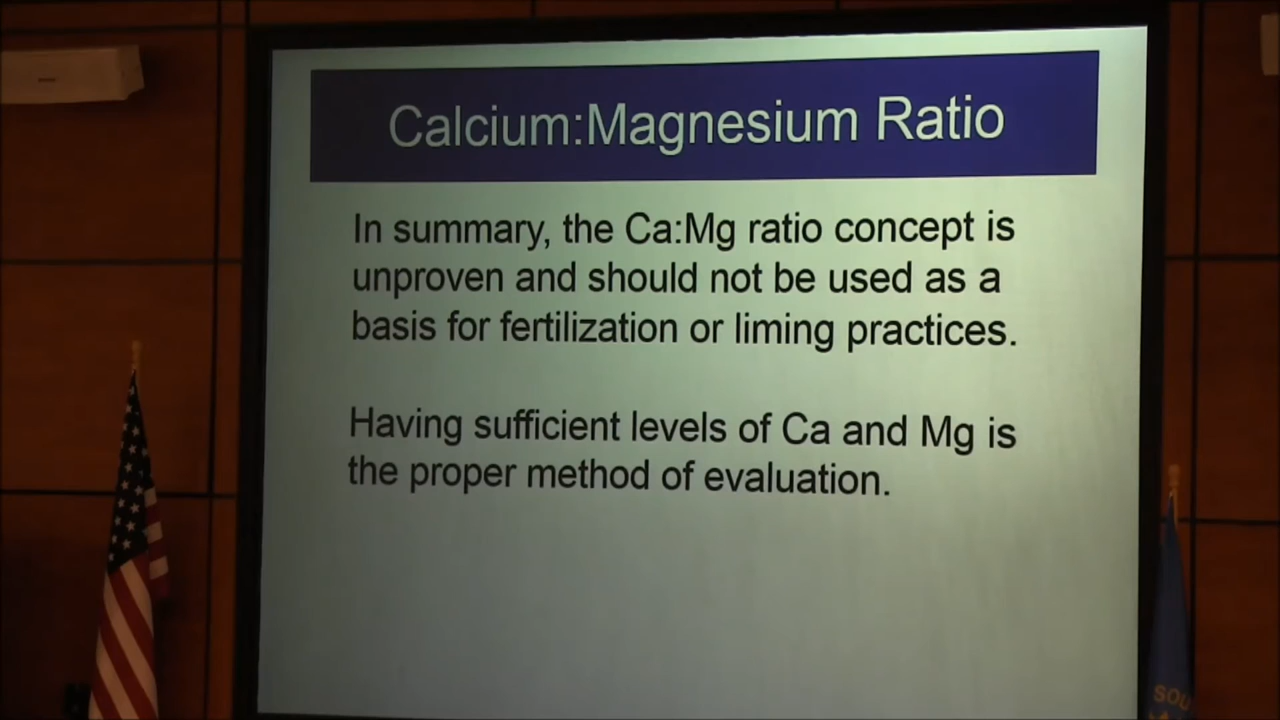 Calcium:Magnesium Ratio
In summary, the Ca:Mg ratio concept is
unproven and should not be used as a
basis for fertilization or liming practices.
Having sufficient levels of Ca and Mg is
the proper method of evaluation.
SOU